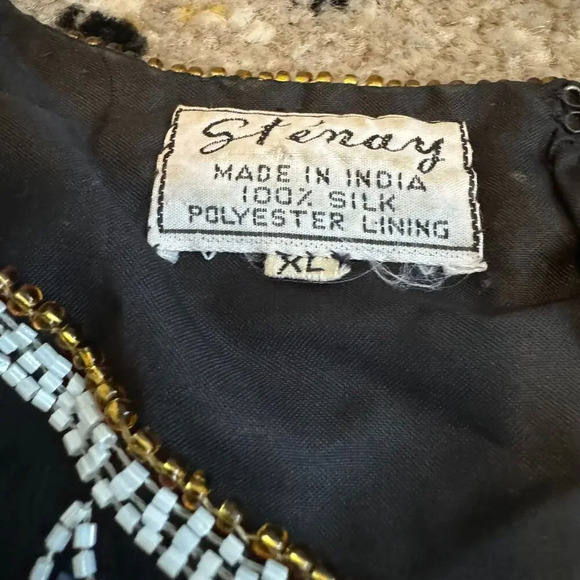 Sténay
MADE IN INDIA
100% SILK
POLYESTER LINING
XL